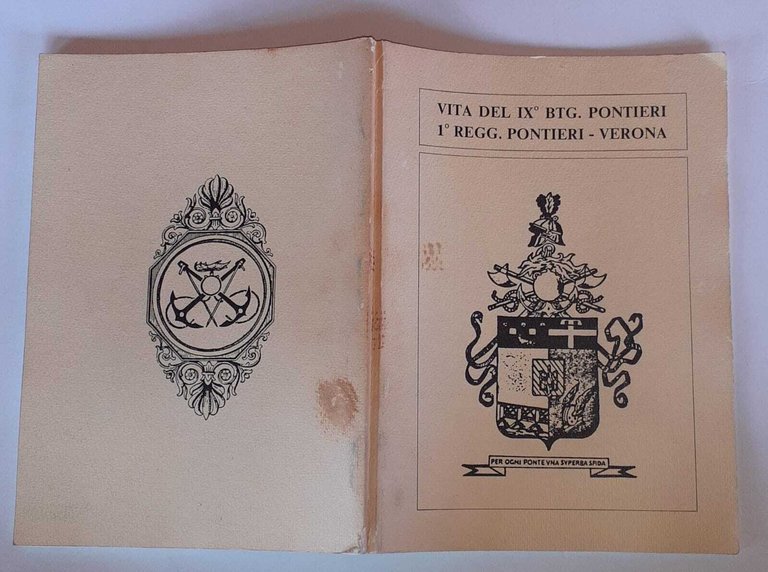 VITA DEL IX° BTG. PONTIERI
1° REGG. PONTIERI - VERONA
PER OGNI PONTE VNA SVPERBA SFIDA